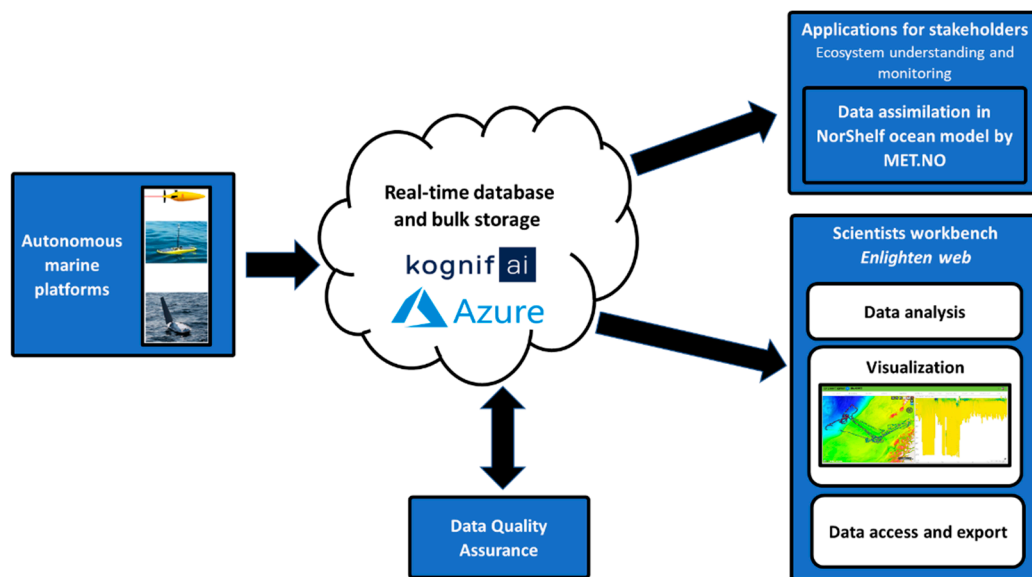 Autonomous
marine
platforms
Real-time database
and bulk storage
kognif ai
Azure
Data Quality
Assurance
Applications for stakeholders
Ecosystem understanding and
monitoring
Data assimilation in
NorShelf ocean model by
MET.NO
Scientists workbench
Enlighten web
Data analysis
Visualization
Data access and export